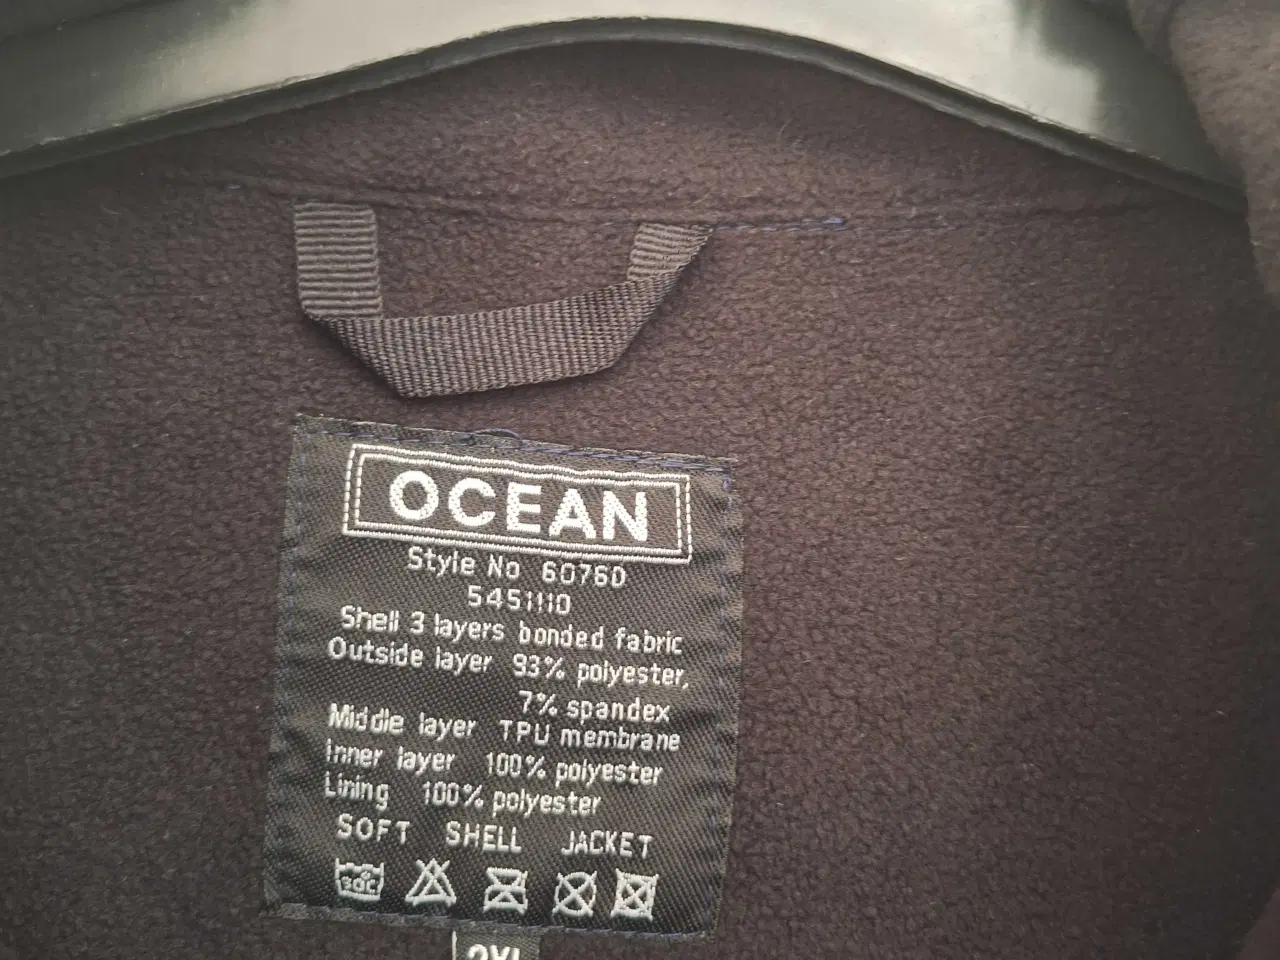 OCEAN
Style No 60760
5451110
Shell 3 layers bonded fabric
Outside layer 93% polyester,
7% spandex
Middle layer TPU membrane
Inner layer 100% polyester
Lining 100% polyester
SOFT SHELL JACKET
30C
2XL